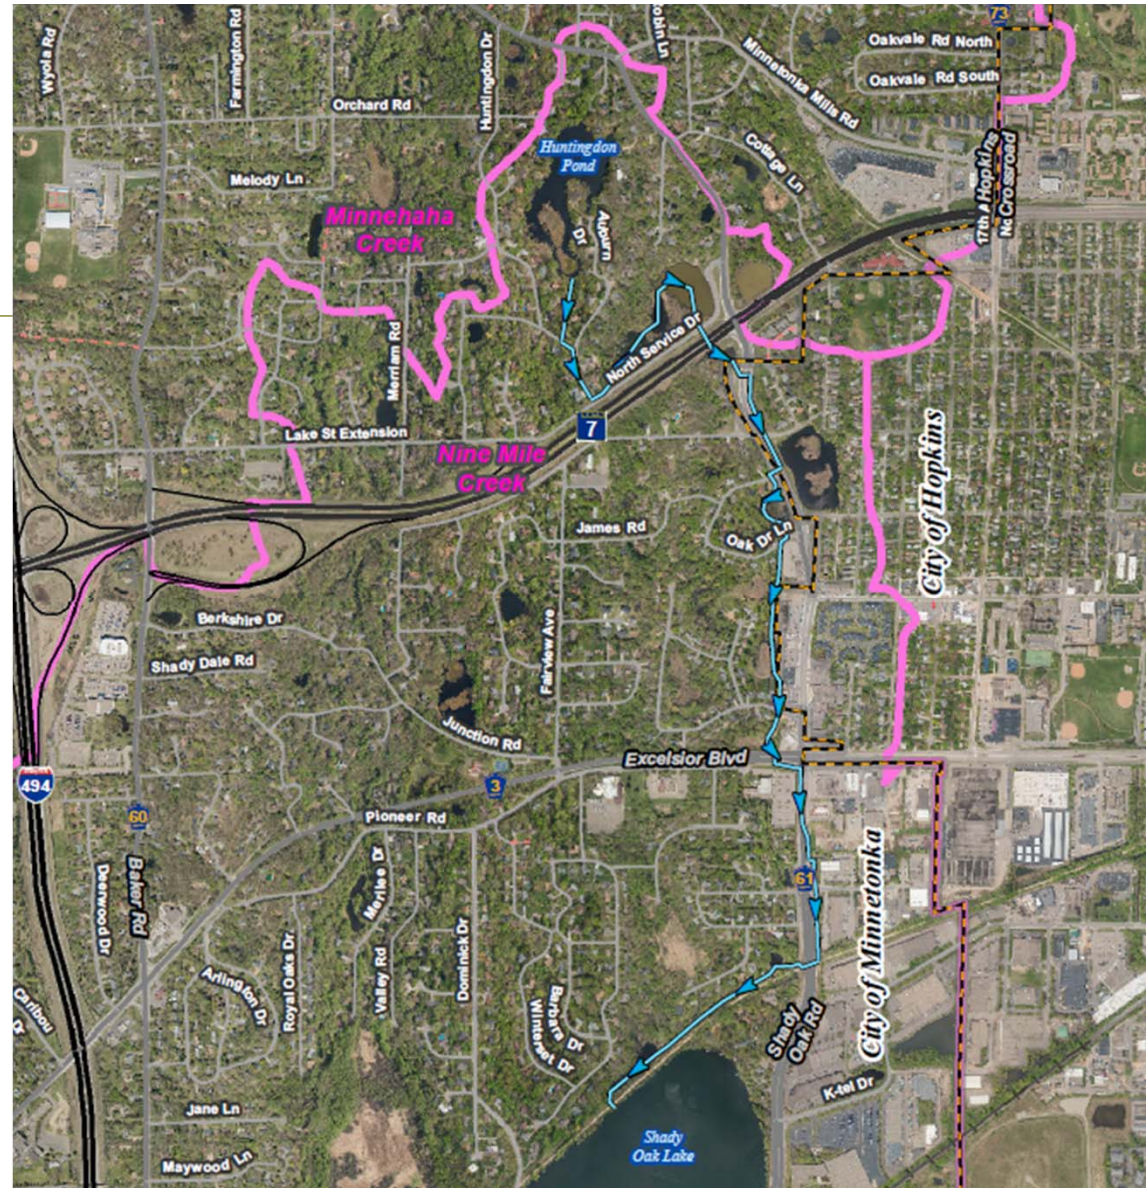 Wyola Rd
Farmington Rd
Huntingdon Dr
Minnetonka Mills Rd
73
Oakvale Rd North
Oakvale Rd South
Orchard Rd
Huntingdon
Pond
Cottage Ln
17th
Hopkins
Crossroad
Melody Ln
Minnehaha
Creek
Auburn
Dr
North Service Dr
Merriam Rd
Lake St Extension
7
Nine Mile
Creek
City of Hopkins
James Rd
Oak Dr Ln
Berkshire Dr
Shady Dale Rd
Fairview Ave
Junction Rd
Excelsior Blvd
494
3
60
Pioneer Rd
Deerwood Dr
Baker Rd
Merilee Dr
61
City of Minnetonka
Valley Rd
Dominick Dr
Royal Oaks Dr
Arlington Dr
Caribou
Barbara Dr
Winterset Dr
Shady
Oak Rd
K-tel Dr
Jane Ln
Maywood Ln
Shady
Oak Lake